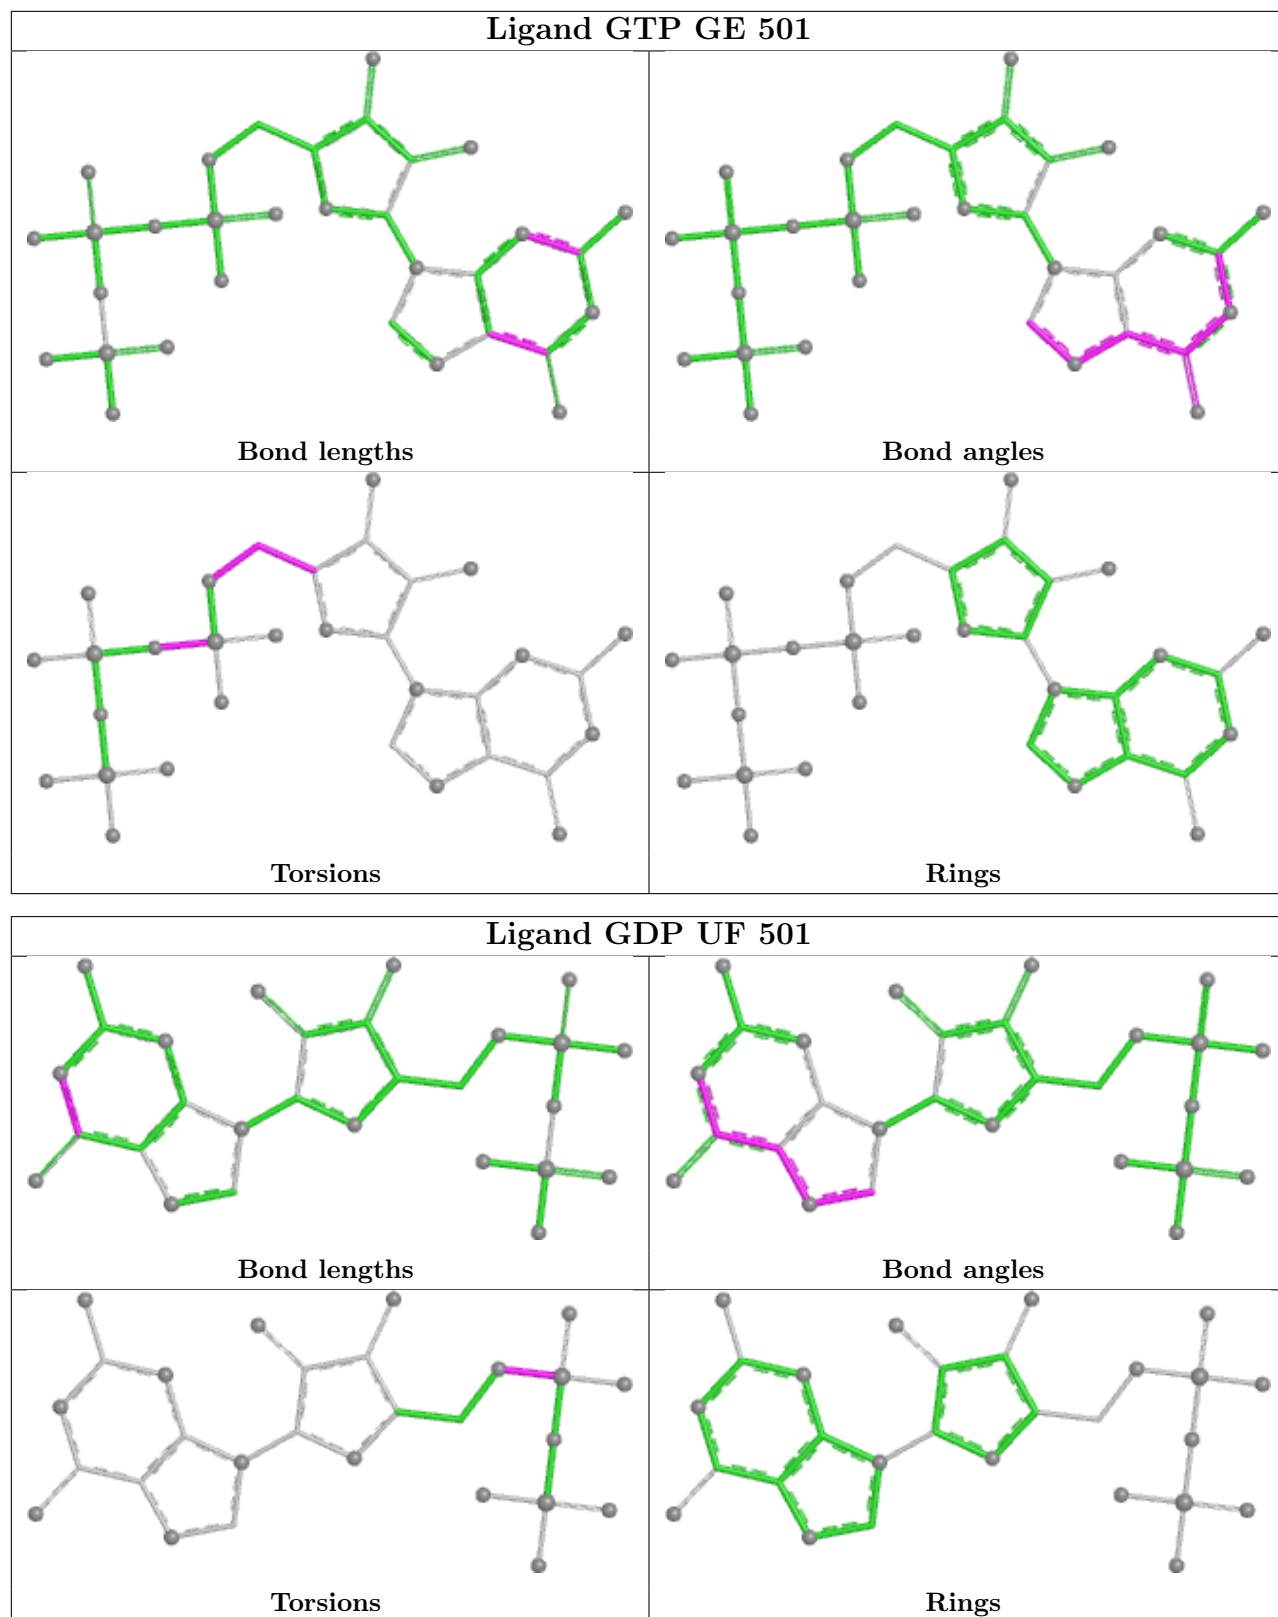 Ligand GTP GE 501
Bond lengths
Bond angles
Torsions
Rings
Ligand GDP UF 501
Bond lengths
Bond angles
Torsions
Rings